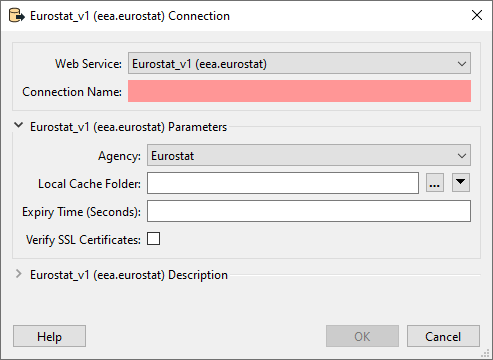 Eurostat_v1 (eea.eurostat) Connection
Web Service: Eurostat_v1 (eea.eurostat)
Connection Name:
Eurostat_v1 (eea.eurostat) Parameters
Agency: Eurostat
Local Cache Folder: ...
Expiry Time (Seconds):
Verify SSL Certificates:
Eurostat_v1 (eea.eurostat) Description
Help OK Cancel